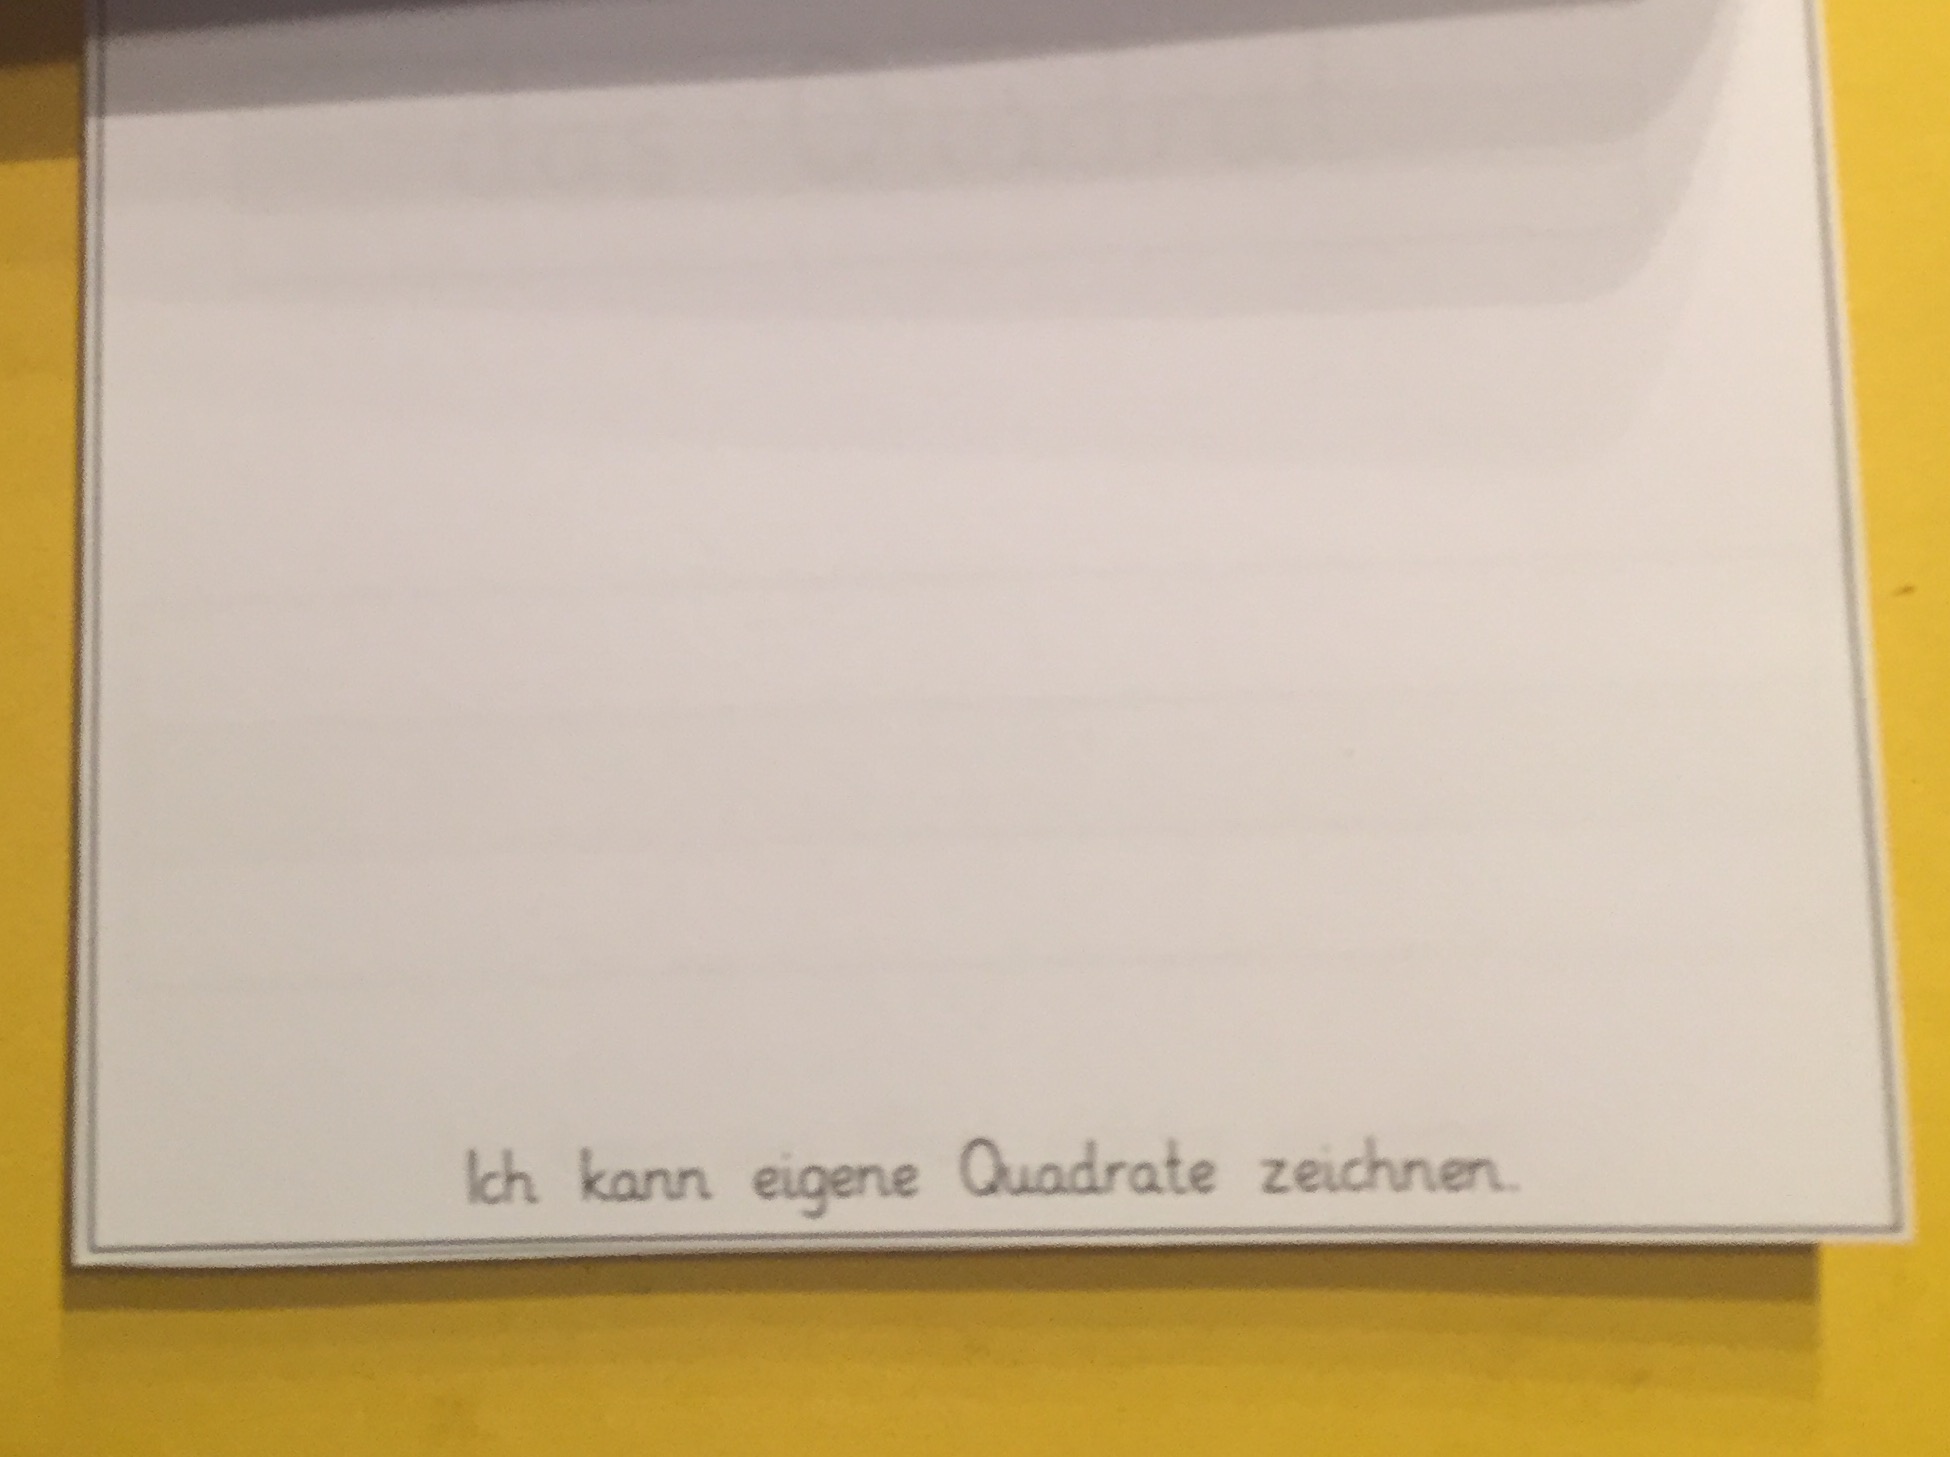 Ich kann eigene Quadrate zeichnen.